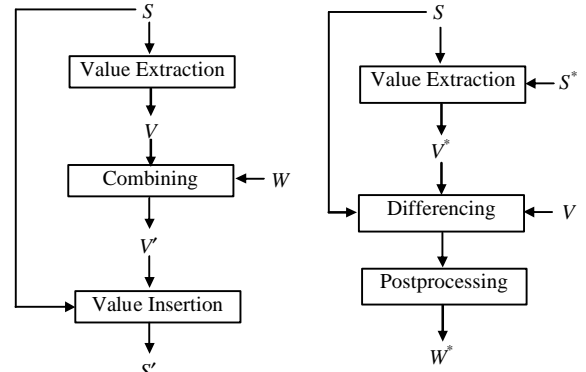 S
Value Extraction
V
Combining
W
V′
Value Insertion
S′
S
Value Extraction
S*
V*
Differencing
V
Postprocessing
W*